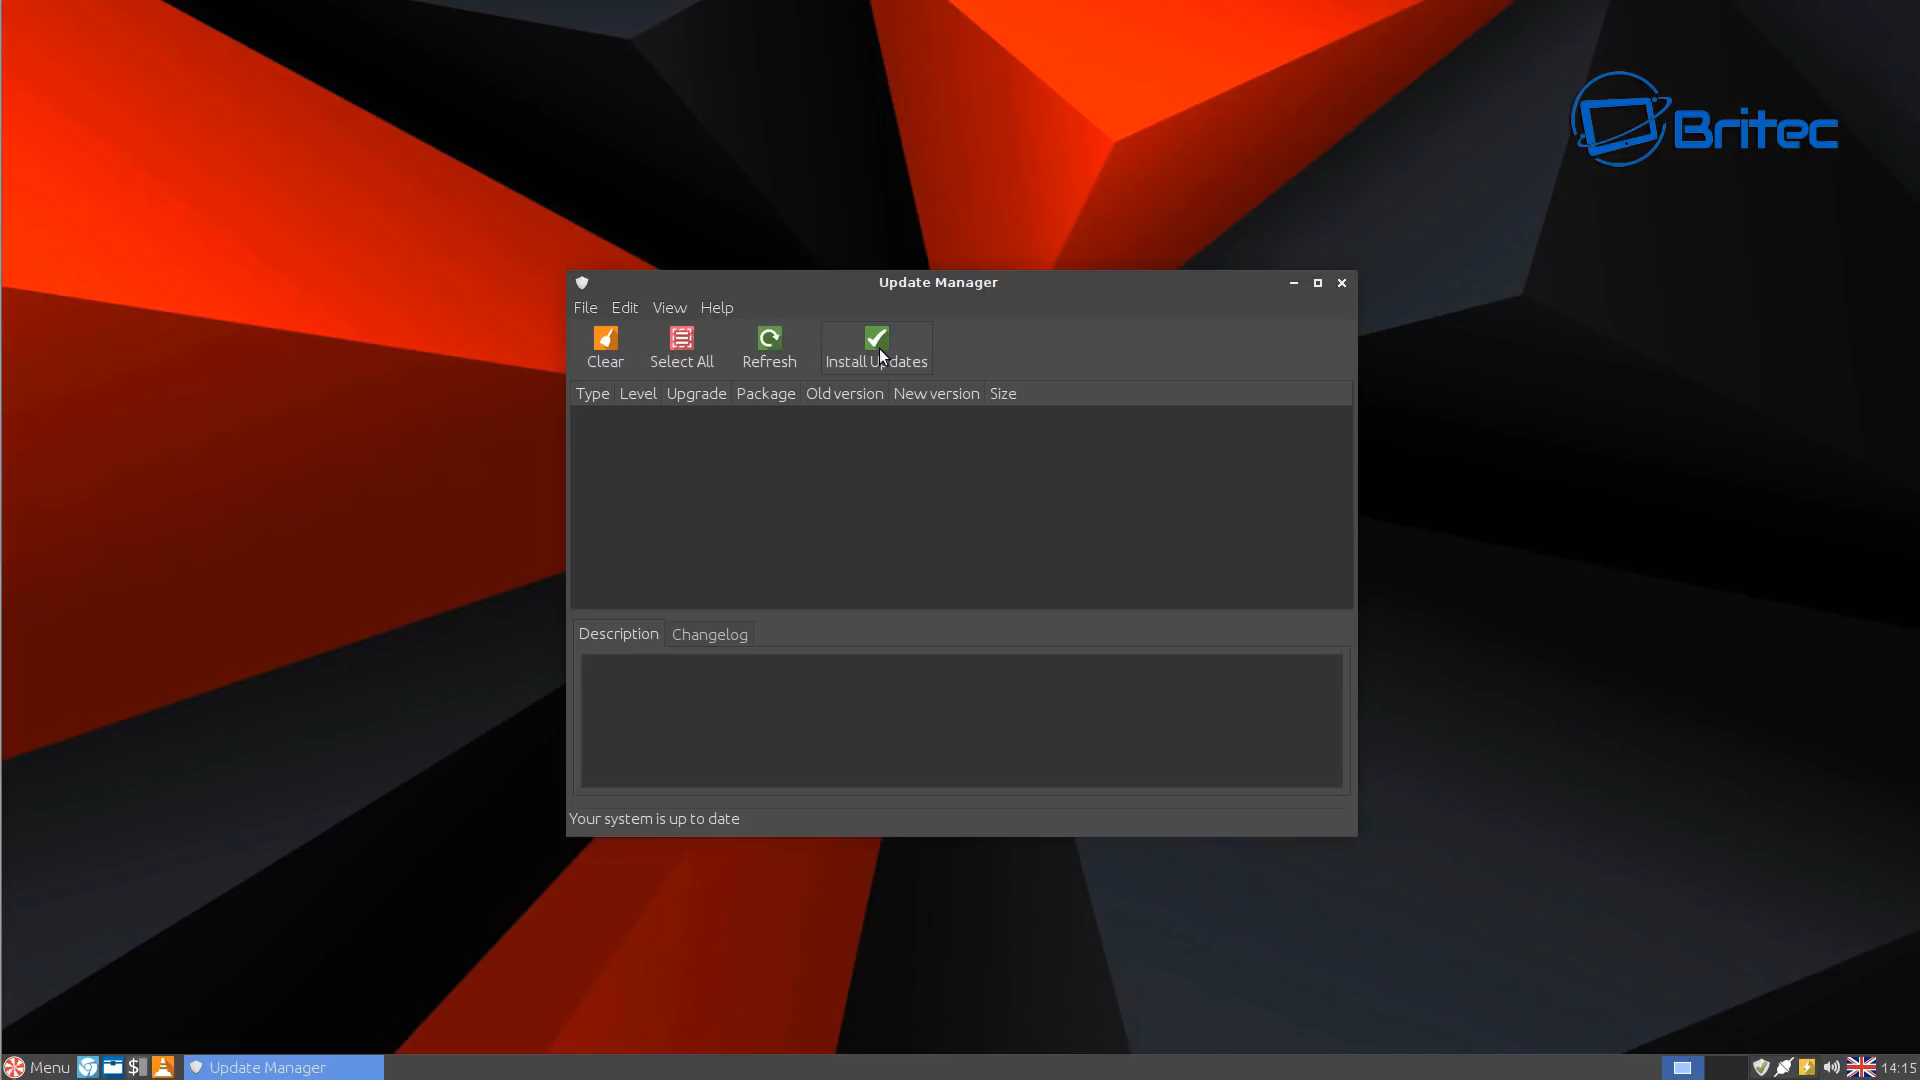 Britec
Update Manager
File Edit View Help
Clear Select All Refresh Install Updates
Type Level Upgrade Package Old version New version Size
Description Changelog
Your system is up to date
Menu $ Update Manager 14:15